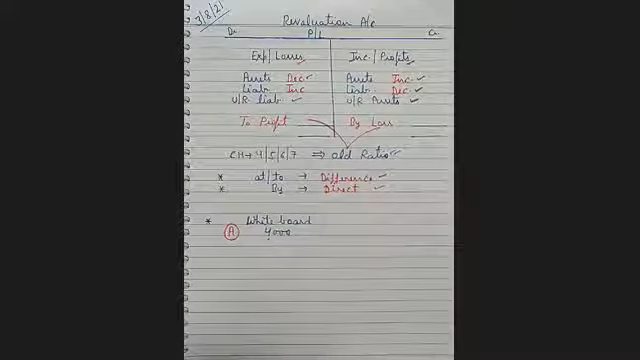 3/8/21
Revaluation A/c
Dr. P/L Cr.
Exp/Losses Inc./Profits
Assets Dec. Assets Inc.
Liab. Inc Liab. Dec.
U/R Liab U/R Assets
To Profit By Loss
CH → 4/5/6/7 ⇒ Old Ratio
* at/to → Difference
* By → Direct
* White board
A 4000